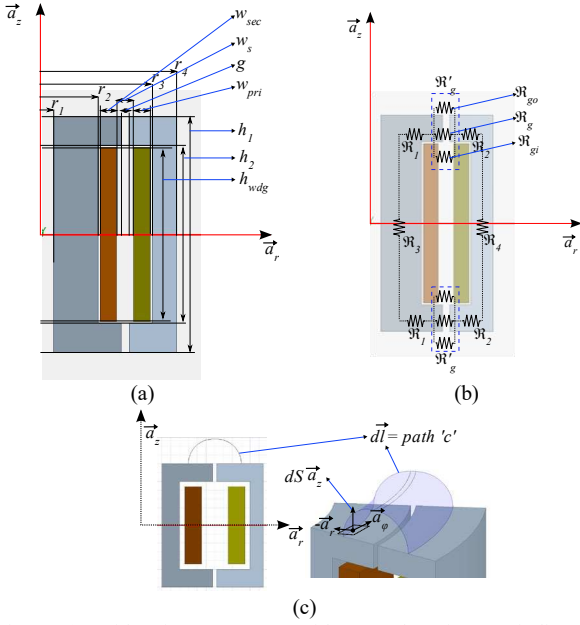 a_z
w_sec
w_s
g
w_pri
r_4
r_3
r_2
r_1
h_1
h_2
h_wdg
a_r
(a)
a_z
ℜ'_g
ℜ_go
ℜ_g
ℜ_gi
ℜ_1
ℜ_2
ℜ_3
ℜ_4
a_r
ℜ_1
ℜ_2
ℜ'_g
(b)
a_z
dl = path 'c'
dS a_z
-a_r
a_φ
a_r
(c)